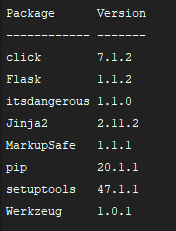 Package      Version
------------ -------
click        7.1.2
Flask        1.1.2
itsdangerous 1.1.0
Jinja2       2.11.2
MarkupSafe   1.1.1
pip          20.1.1
setuptools   47.1.1
Werkzeug     1.0.1